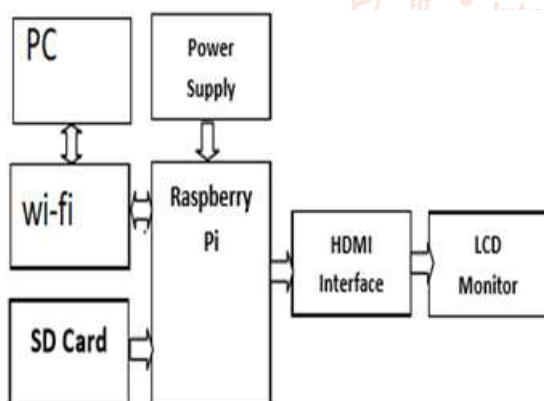 PC
Power
Supply
wi-fi
Raspberry
Pi
HDMI
Interface
LCD
Monitor
SD Card